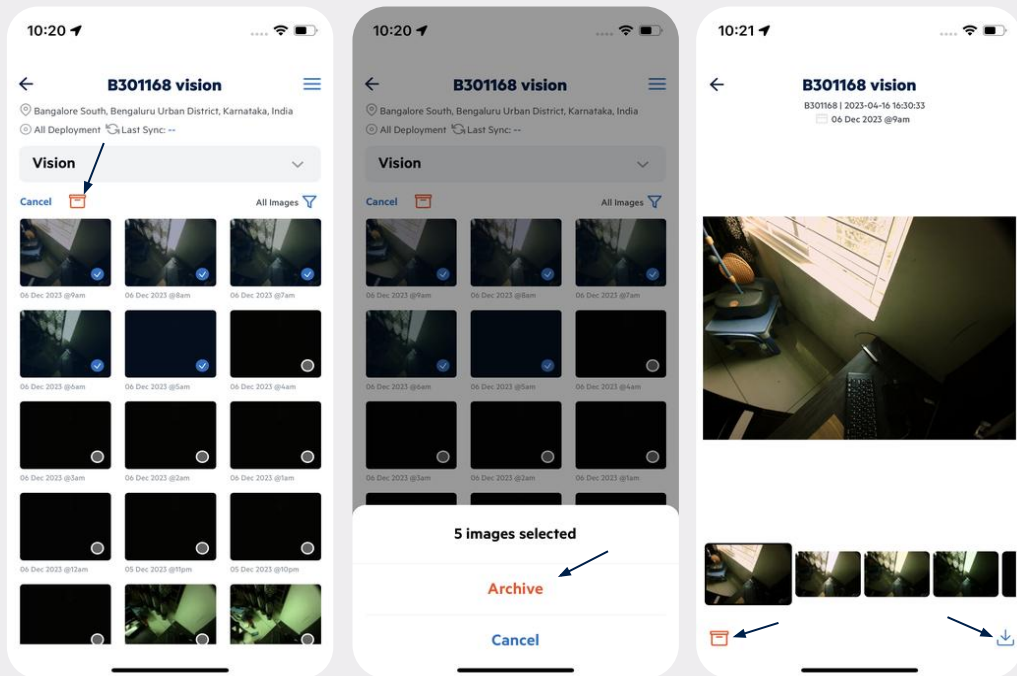 10:20
B301168 vision
Bangalore South, Bengaluru Urban District, Karnataka, India
All Deployment Last Sync: --
Vision
Cancel All Images
06 Dec 2023 @9am 06 Dec 2023 @8am 06 Dec 2023 @7am
06 Dec 2023 @6am 06 Dec 2023 @5am 06 Dec 2023 @4am
06 Dec 2023 @3am 06 Dec 2023 @2am 06 Dec 2023 @1am
06 Dec 2023 @12am 05 Dec 2023 @11pm 05 Dec 2023 @10pm
10:20
B301168 vision
Bangalore South, Bengaluru Urban District, Karnataka, India
All Deployment Last Sync: --
Vision
Cancel All Images
06 Dec 2023 @9am 06 Dec 2023 @8am 06 Dec 2023 @7am
06 Dec 2023 @6am 06 Dec 2023 @5am 06 Dec 2023 @4am
06 Dec 2023 @3am 06 Dec 2023 @2am 06 Dec 2023 @1am
5 images selected
Archive
Cancel
10:21
B301168 vision
B301168 | 2023-04-16 16:30:33
06 Dec 2023 @9am